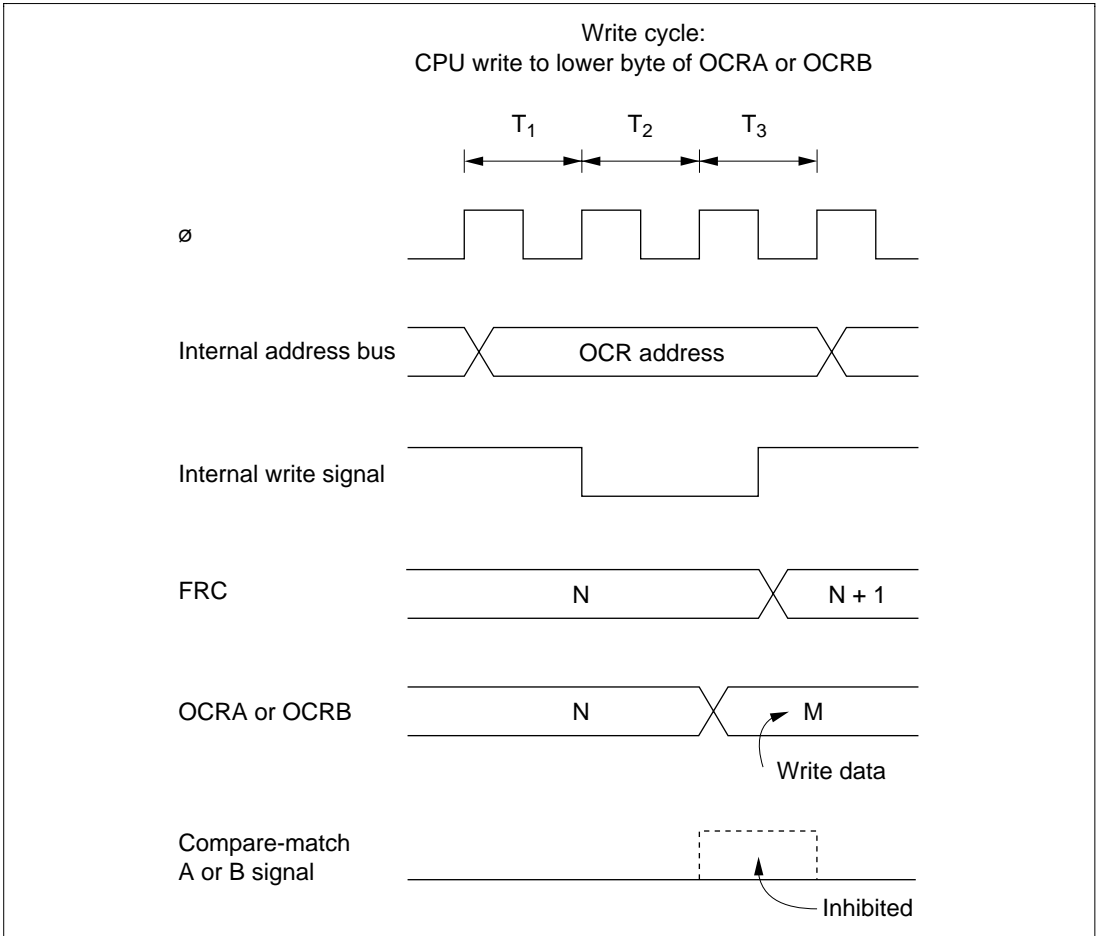 Write cycle:
CPU write to lower byte of OCRA or OCRB
T1 T2 T3
ø
Internal address bus
OCR address
Internal write signal
FRC
N
N + 1
OCRA or OCRB
N
M
Write data
Compare-match
A or B signal
Inhibited